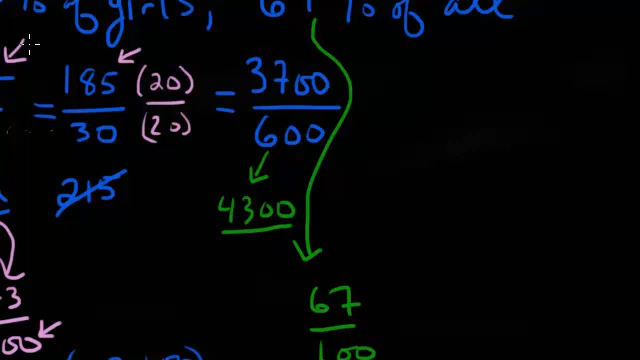 % of girls, 67% of all
= 185/30 (20)/(20) = 3700/600
215
4300
67/100